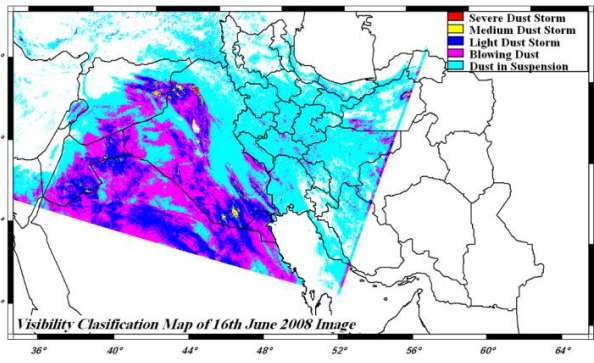 Severe Dust Storm
Medium Dust Storm
Light Dust Storm
Blowing Dust
Dust in Suspension
Visibility Clasification Map of 16th June 2008 Image
36° 40° 44° 48° 52° 56° 60° 64°